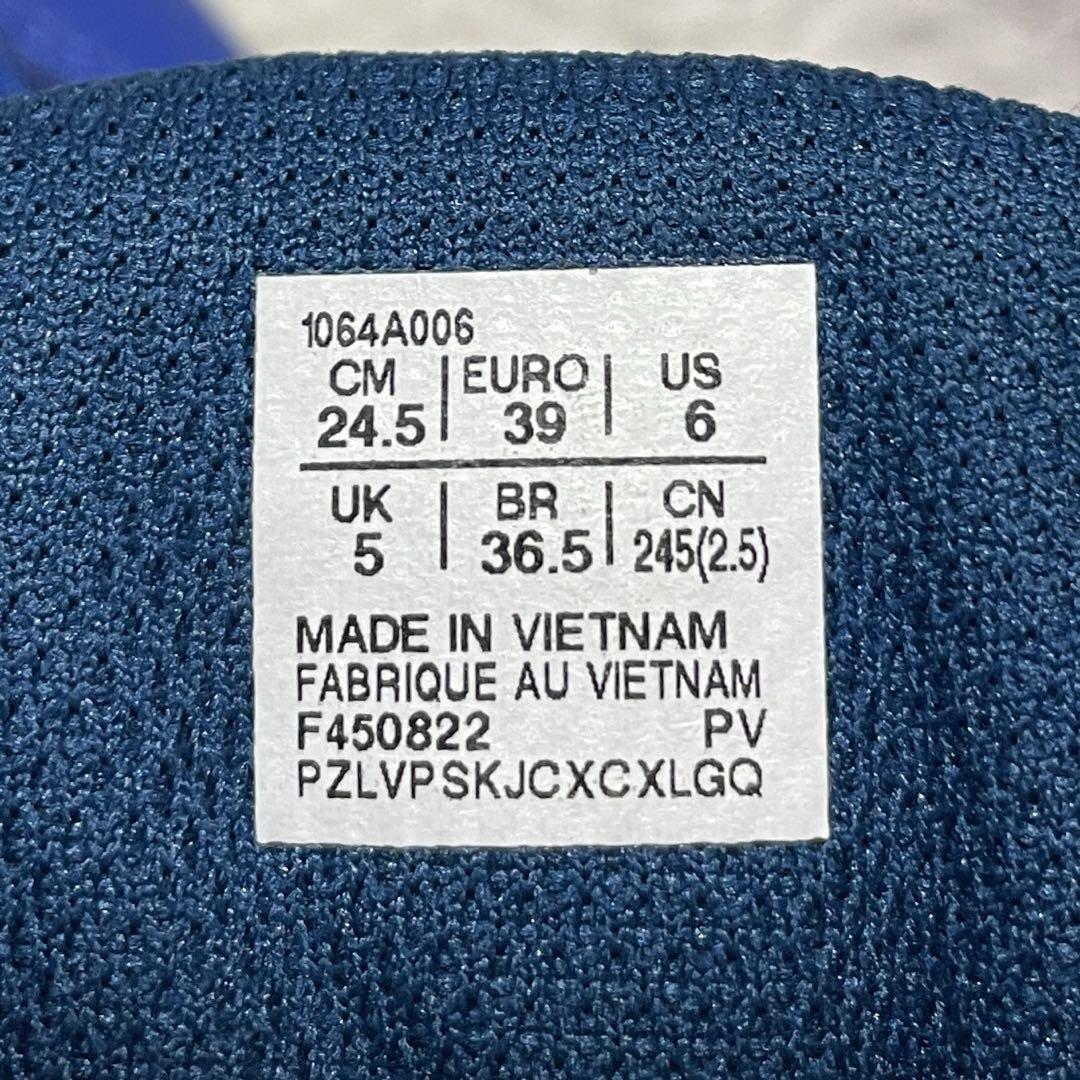 1064A006
CM | EURO | US
24.5 | 39 | 6
UK | BR | CN
5 | 36.5 | 245(2.5)
MADE IN VIETNAM
FABRIQUE AU VIETNAM
F450822 PV
PZLVPSKJCXCXLGQ